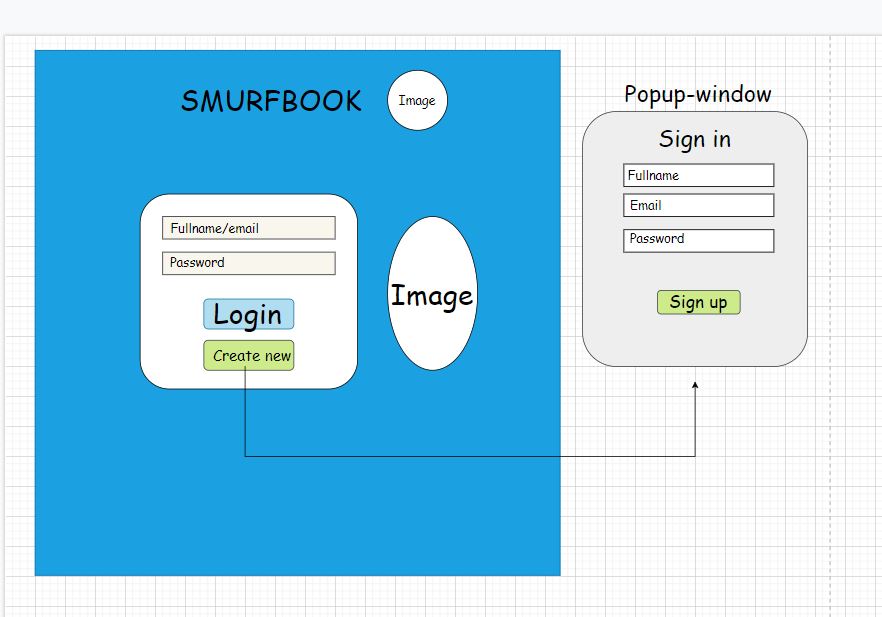 SMURFBOOK
Image
Fullname/email
Password
Login
Create new
Image
Popup-window
Sign in
Fullname
Email
Password
Sign up